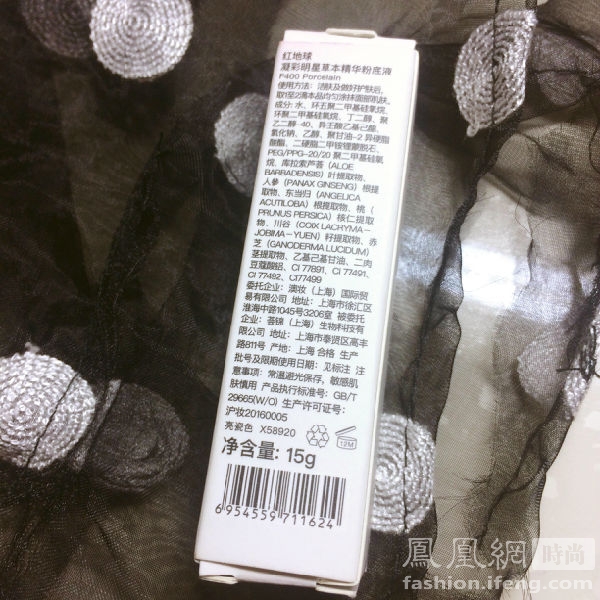 红地球
凝彩明星草本精华粉底液
F400 Porcelain
使用方法：洁肤及做好护肤后，
取1至2滴本品均匀涂抹面部肌肤。
成分：水、环五聚二甲基硅氧烷、
环聚二甲基硅氧烷、丁二醇、聚
乙二醇-40、异壬酸乙基己酯、
氯化钠、乙醇、聚甘油-2 异硬脂
酸酯、二硬脂二甲铵锂蒙脱石、
PEG/PPG-20/20 聚二甲基硅氧
烷、库拉索芦荟（ALOE
BARBADENSIS）叶提取物、
人参（PANAX GINSENG）根提
取物、东当归（ANGELICA
ACUTILOBA）根提取物、桃（
PRUNUS PERSICA）核仁提取
物、川谷（COIX LACRYMA-
JOBIMA-YUEN）籽提取物、赤
芝（GANODERMA LUCIDUM）
茎提取物、乙基己基甘油、二肉
豆蔻酸铝、CI 77891、CI 77491、
CI 77492、CI77499
委托企业：澳妆（上海）国际贸
易有限公司 地址：上海市徐汇区
淮海中路1045号3206室 被委托
企业：荟锦（上海）生物科技有
限公司 地址：上海市奉贤区高丰
路811号 产地：上海 合格 生产
批号及限期使用日期：见标注 注
意事项：常温避光保存，敏感肌
肤慎用 产品执行标准号：GB/T
29665(W/O) 生产许可证号：
沪妆20160005
亮瓷色 X58920
12M
净含量：15g
6954559711624
鳳凰網 時尚
fashion.ifeng.com